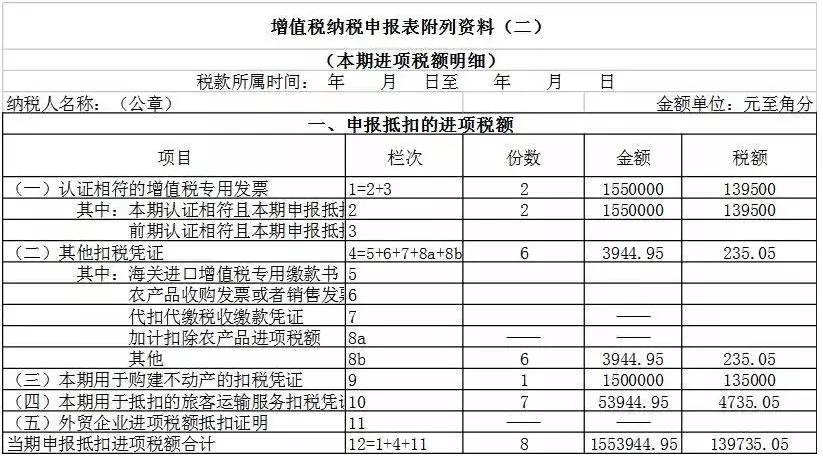 增值税纳税申报表附列资料（二）
（本期进项税额明细）
税款所属时间： 年 月 日至 年 月 日
纳税人名称：（公章） 金额单位：元至角分
一、申报抵扣的进项税额
项目 栏次 份数 金额 税额
（一）认证相符的增值税专用发票 1=2+3 2 1550000 139500
其中：本期认证相符且本期申报抵 2 2 1550000 139500
前期认证相符且本期申报抵 3
（二）其他扣税凭证 4=5+6+7+8a+8b 6 3944.95 235.05
其中：海关进口增值税专用缴款书 5
农产品收购发票或者销售发票 6
代扣代缴税收缴款凭证 7 ——
加计扣除农产品进项税额 8a —— ——
其他 8b 6 3944.95 235.05
（三）本期用于购建不动产的扣税凭证 9 1 1500000 135000
（四）本期用于抵扣的旅客运输服务扣税凭证 10 7 53944.95 4735.05
（五）外贸企业进项税额抵扣证明 11 —— ——
当期申报抵扣进项税额合计 12=1+4+11 8 1553944.95 139735.05